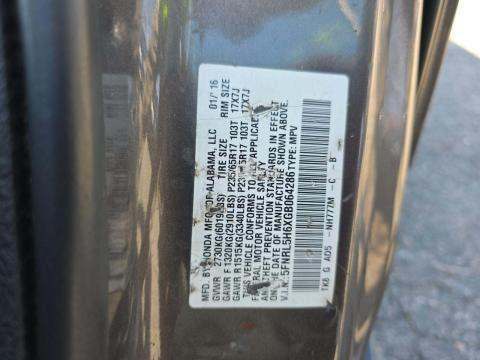 MFD. BY HONDA MFG. OF ALABAMA, LLC 01/'16
TIRE SIZE RIM SIZE
GVWR 2730KG(6019LBS)
GAWR F 1320KG(2910LBS) P235/65R17 103T 17X7J
GAWR R 1515KG(3340LBS) P235/65R17 103T 17X7J
THIS VEHICLE CONFORMS TO ALL APPLICABLE
FEDERAL MOTOR VEHICLE SAFETY AND
THEFT PREVENTION STANDARDS IN EFFECT
ON THE DATE OF MANUFACTURE SHOWN ABOVE.
V.I.N.: 5FNRL5H6XGB064286 TYPE: MPV
TK8 G A05 -NH777M -C -B